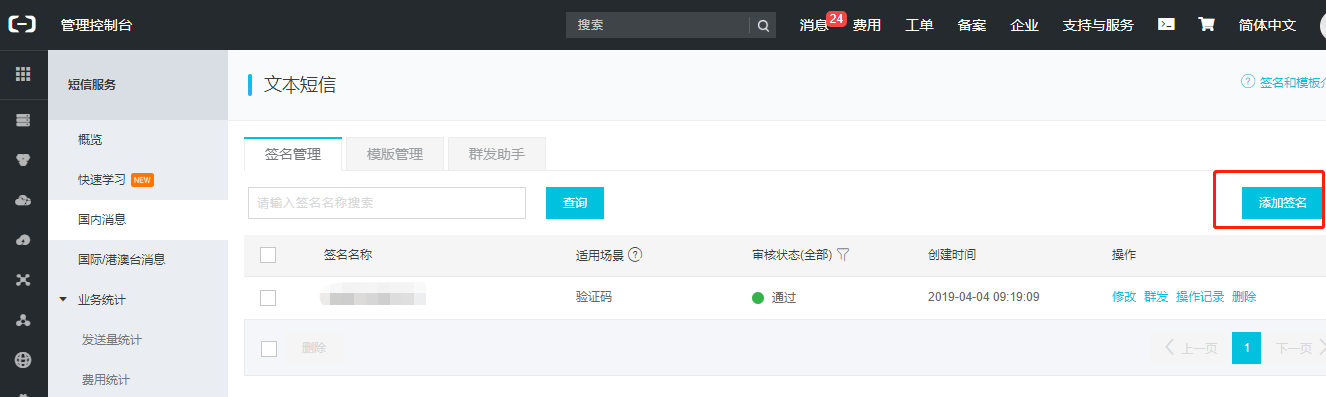 管理控制台 搜索 消息 24 费用 工单 备案 企业 支持与服务 简体中文
短信服务
文本短信
签名和模板
概览
签名管理 模版管理 群发助手
快速学习 NEW
请输入签名名称搜索 查询 添加签名
国内消息
签名名称 适用场景 ? 审核状态(全部) 创建时间 操作
国际/港澳台消息
验证码 通过 2019-04-04 09:19:09 修改 群发 操作记录 删除
业务统计
发送量统计
删除 上一页 1 下一页
费用统计